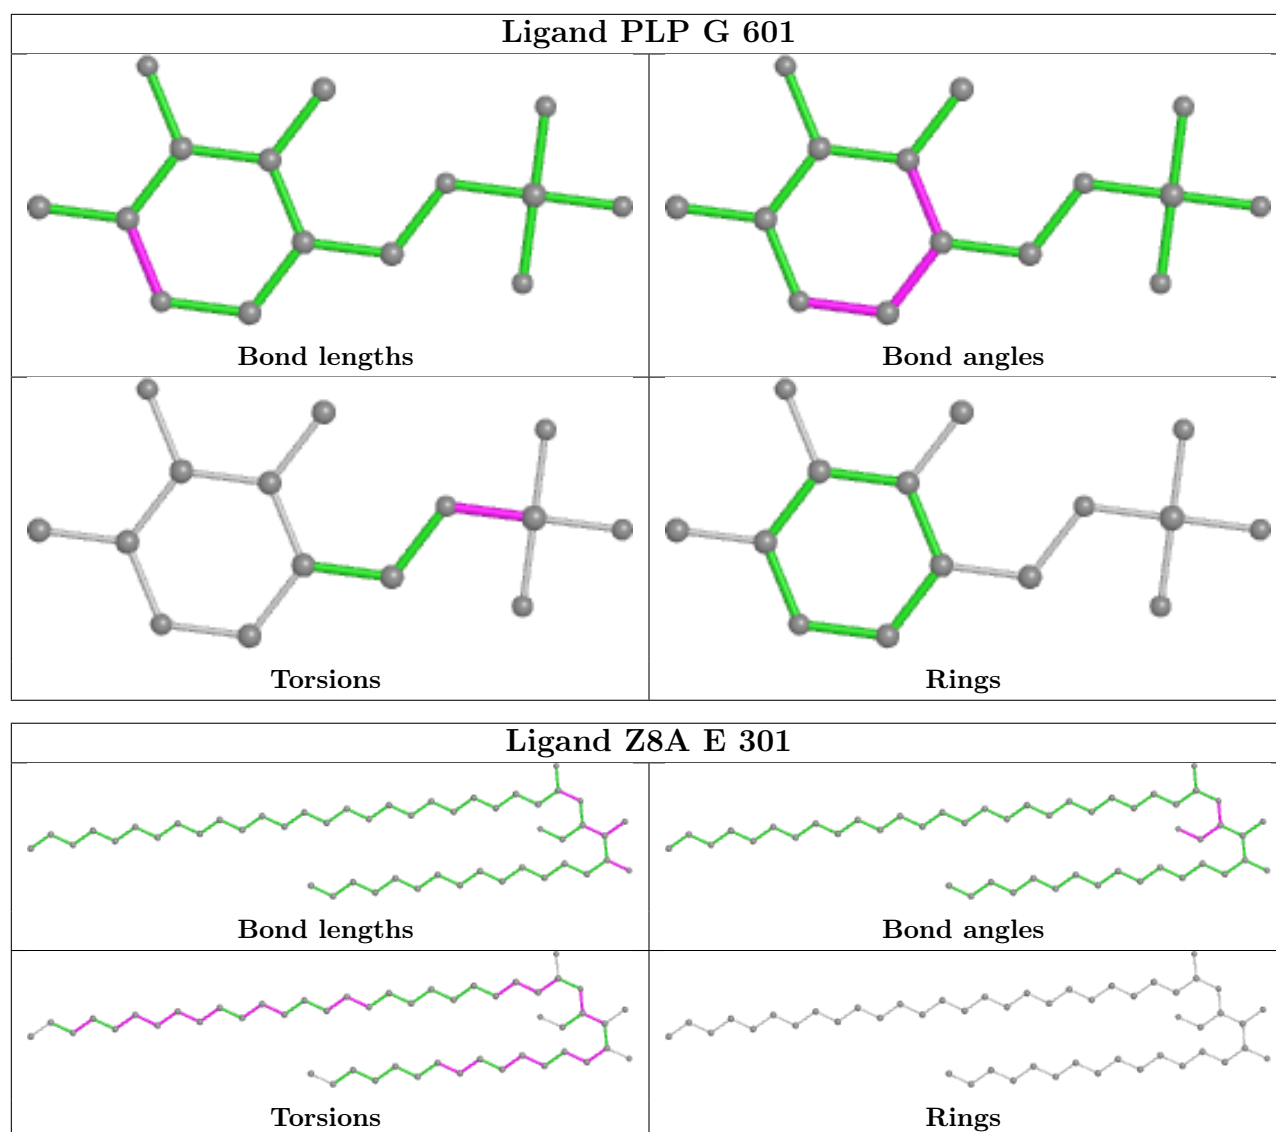 Ligand PLP G 601
Bond lengths
Bond angles
Torsions
Rings
Ligand Z8A E 301
Bond lengths
Bond angles
Torsions
Rings